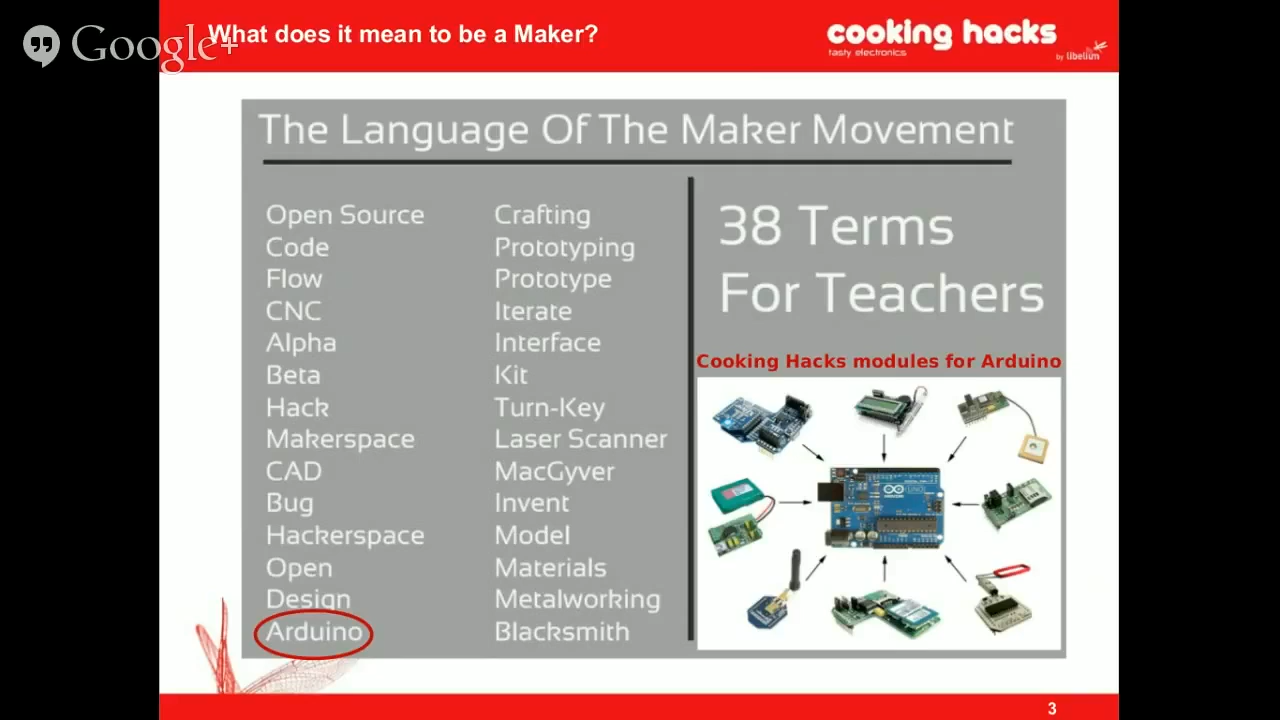 Google+
What does it mean to be a Maker?
cooking hacks
tasty electronics
by libelium
The Language Of The Maker Movement
Open Source
Code
Flow
CNC
Alpha
Beta
Hack
Makerspace
CAD
Bug
Hackerspace
Open
Design
Arduino
Crafting
Prototyping
Prototype
Iterate
Interface
Kit
Turn-Key
Laser Scanner
MacGyver
Invent
Model
Materials
Metalworking
Blacksmith
38 Terms
For Teachers
Cooking Hacks modules for Arduino
UNO
3